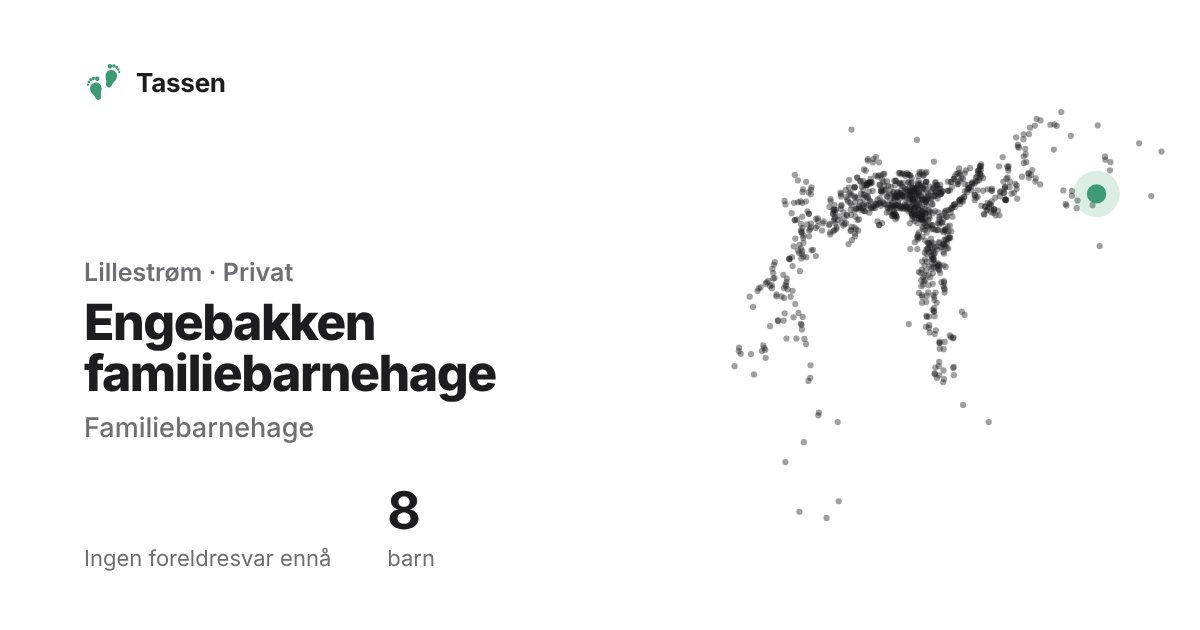 Tassen
Lillestrøm · Privat
Engebakken
familiebarnehage
Familiebarnehage
8
Ingen foreldresvar ennå
barn